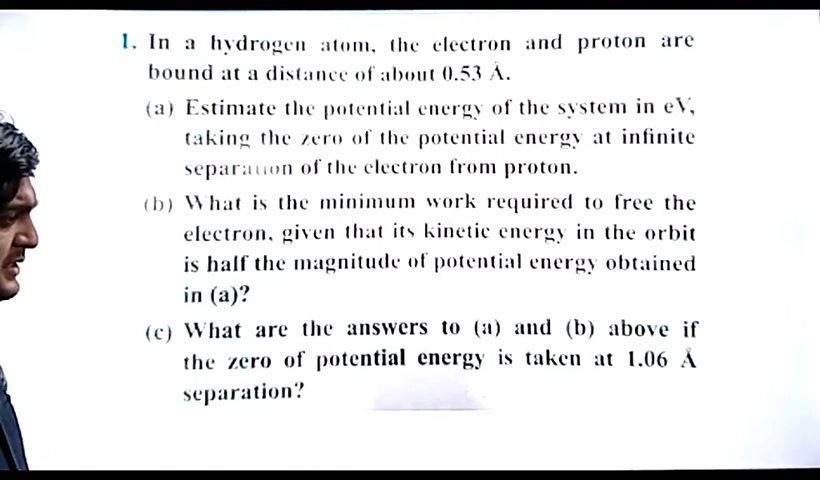 1. In a hydrogen atom, the electron and proton are
bound at a distance of about 0.53 Å.
(a) Estimate the potential energy of the system in eV,
taking the zero of the potential energy at infinite
separation of the electron from proton.
(b) What is the minimum work required to free the
electron, given that its kinetic energy in the orbit
is half the magnitude of potential energy obtained
in (a)?
(c) What are the answers to (a) and (b) above if
the zero of potential energy is taken at 1.06 Å
separation?